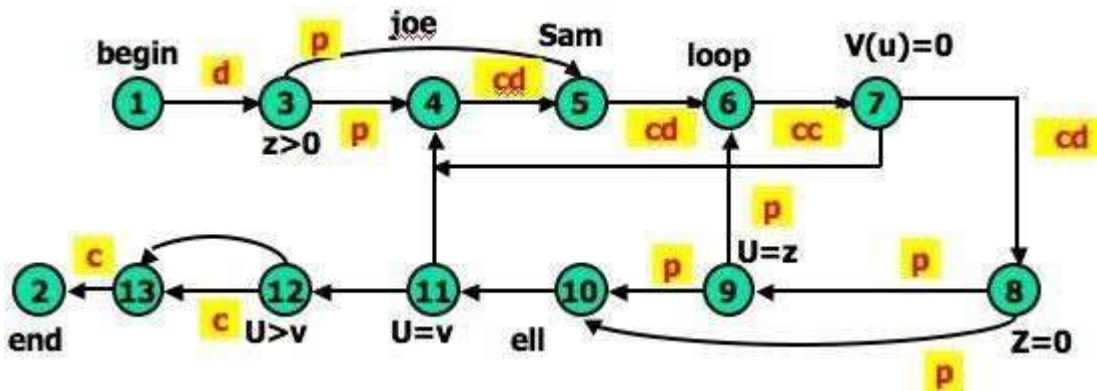 joe
begin
p
Sam
loop
V(u)=0
d
cd
1
3
4
5
6
7
z>0
p
cd
cc
cd
p
U=z
c
p
p
2
13
12
11
10
9
8
end
c
U>v
U=v
ell
Z=0
p